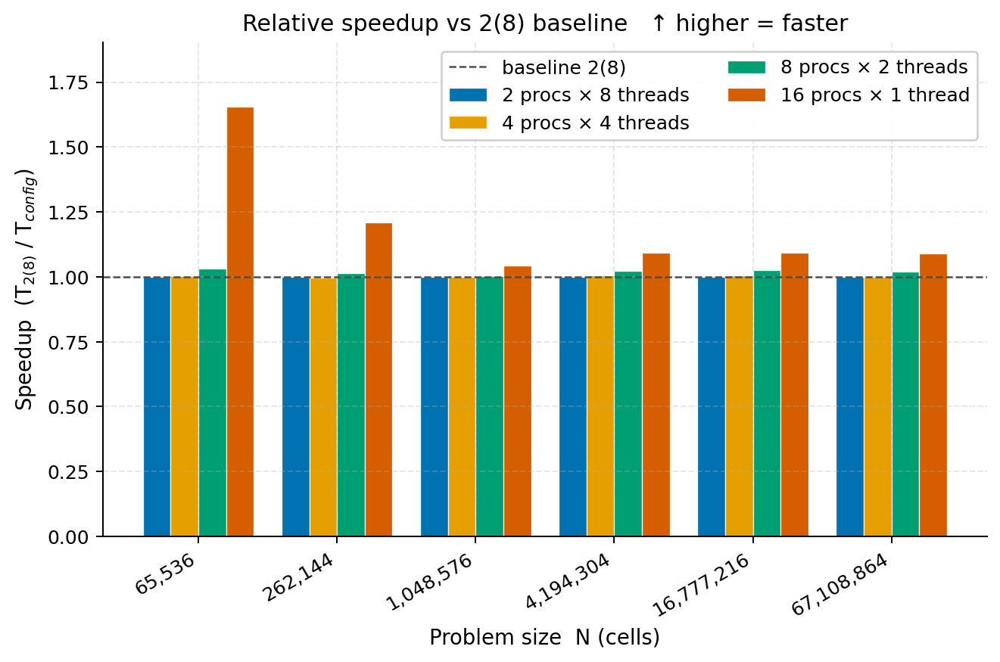 Relative speedup vs 2(8) baseline ↑ higher = faster
baseline 2(8)
2 procs × 8 threads
4 procs × 4 threads
8 procs × 2 threads
16 procs × 1 thread
Speedup (T2(8) / Tconfig)
1.75
1.50
1.25
1.00
0.75
0.50
0.25
0.00
65,536
262,144
1,048,576
4,194,304
16,777,216
67,108,864
Problem size N (cells)